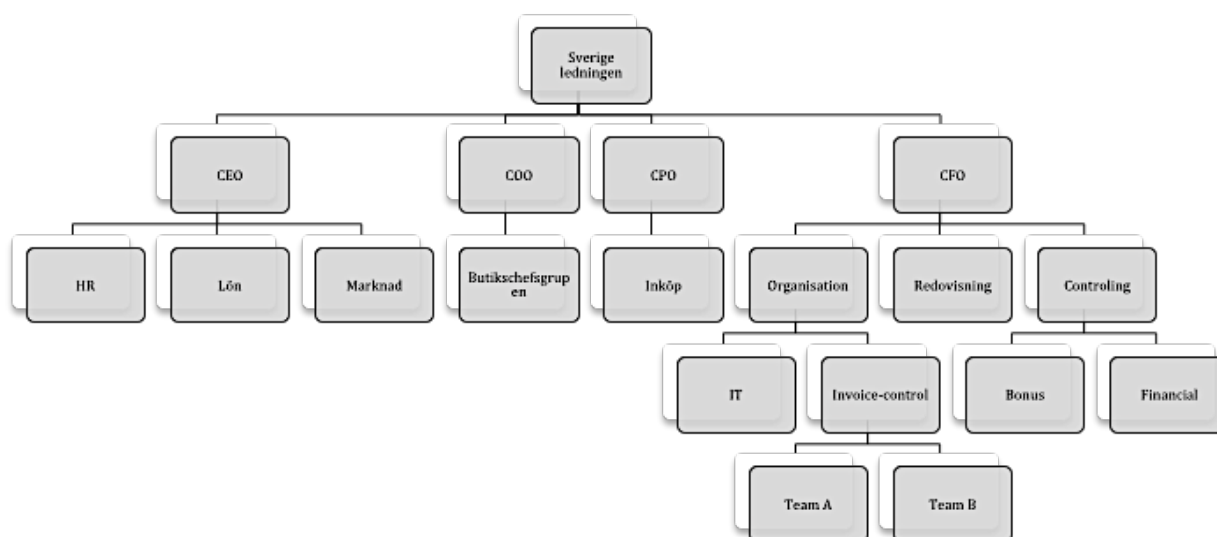 Sverige
ledningen
CEO
COO
CPO
CFO
HR
Lön
Marknad
Butikschefsgrup
en
Inköp
Organisation
Redovisning
Controling
IT
Invoice-control
Bonus
Financial
Team A
Team B